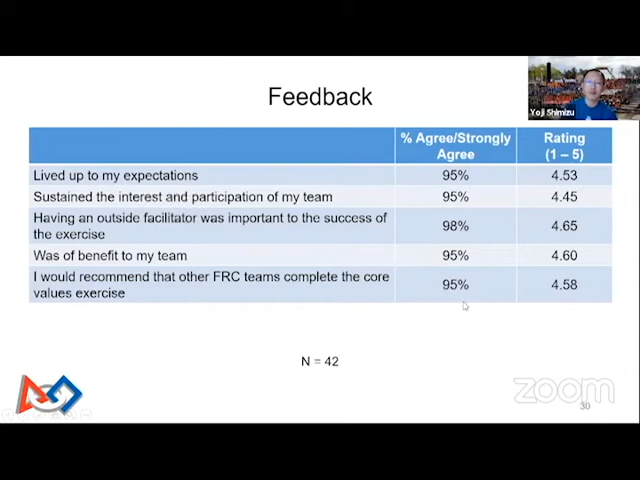 Feedback
Yoji Shimizu
% Agree/Strongly
Agree
Rating
(1 – 5)
Lived up to my expectations 95% 4.53
Sustained the interest and participation of my team 95% 4.45
Having an outside facilitator was important to the success of
the exercise 98% 4.65
Was of benefit to my team 95% 4.60
I would recommend that other FRC teams complete the core
values exercise 95% 4.58
N = 42
zoom
30